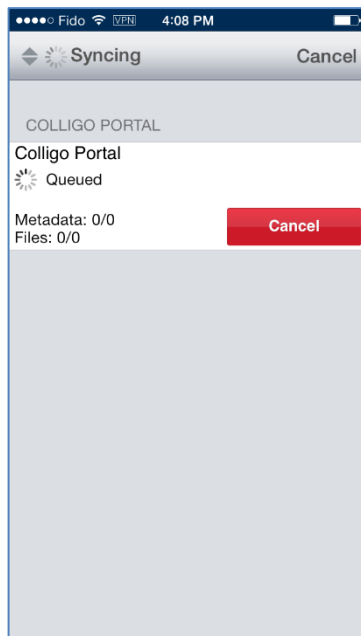 Fido VPN 4:08 PM
Syncing Cancel
COLLIGO PORTAL
Colligo Portal
Queued
Metadata: 0/0
Files: 0/0
Cancel